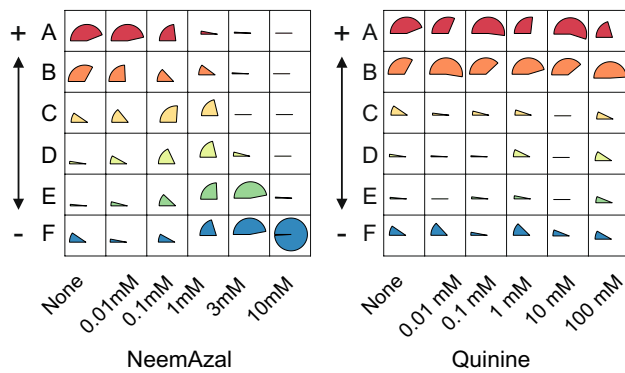 + A + A
B B
C C
D D
E E
- F - F
None 0.01mM 0.1mM 1mM 3mM 10mM None 0.01 mM 0.1 mM 1 mM 10 mM 100 mM
NeemAzal Quinine